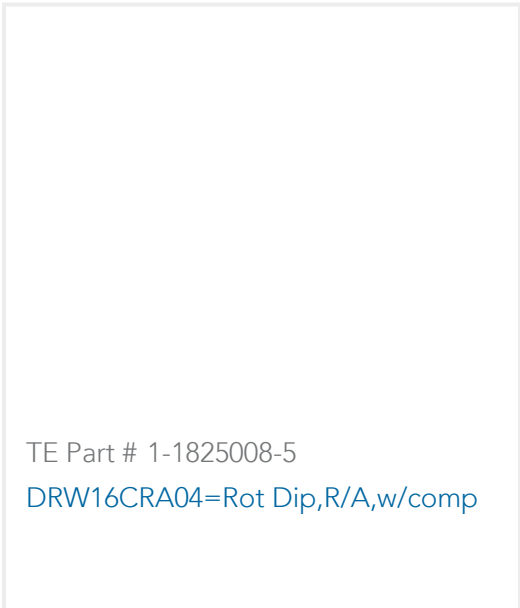 TE Part # 1-1825008-5
DRW16CRA04=Rot Dip,R/A,w/comp